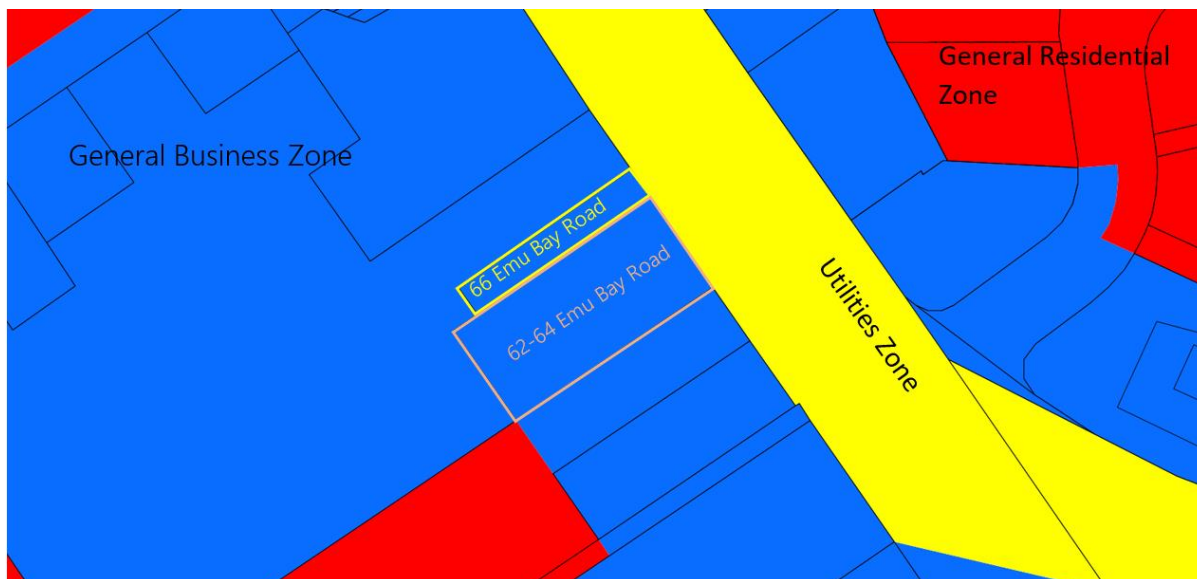 General Residential
Zone
General Business Zone
66 Emu Bay Road
62-64 Emu Bay Road
Utilities Zone